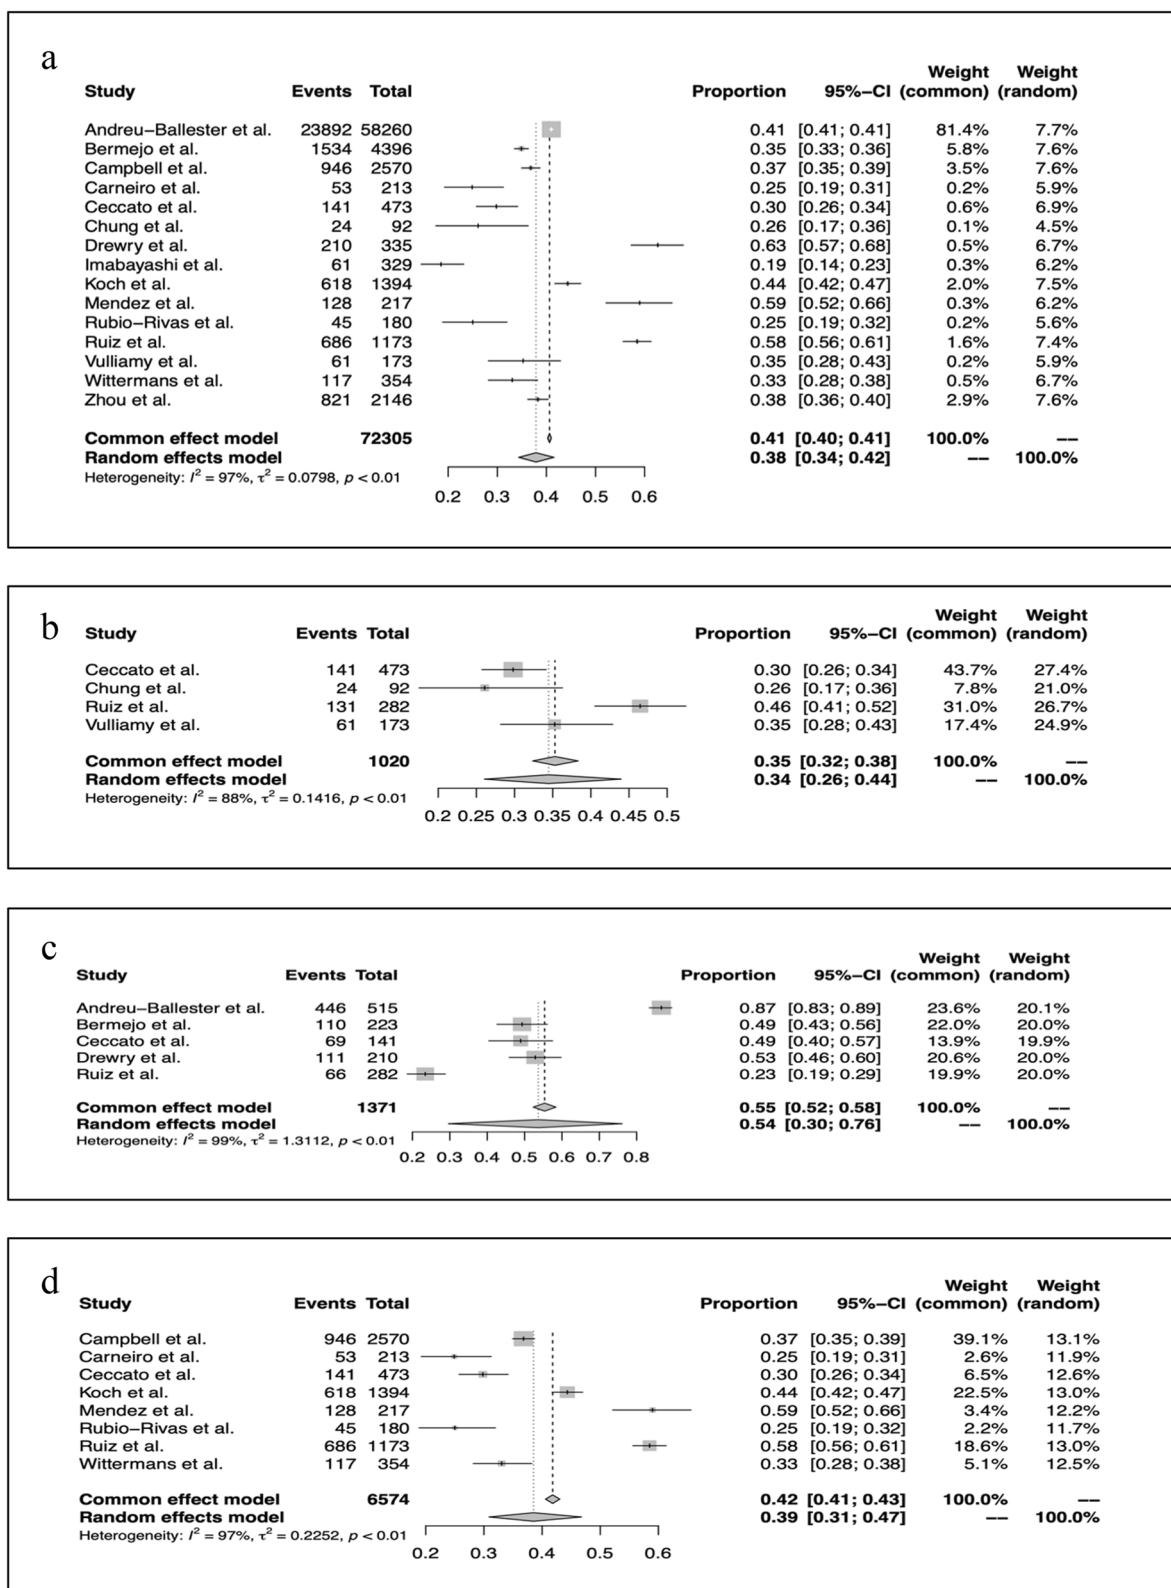 a
Weight Weight
Study Events Total Proportion 95%−CI (common) (random)
Andreu−Ballester et al. 23892 58260 0.41 [0.41; 0.41] 81.4% 7.7%
Bermejo et al. 1534 4396 0.35 [0.33; 0.36] 5.8% 7.6%
Campbell et al. 946 2570 0.37 [0.35; 0.39] 3.5% 7.6%
Carneiro et al. 53 213 0.25 [0.19; 0.31] 0.2% 5.9%
Ceccato et al. 141 473 0.30 [0.26; 0.34] 0.6% 6.9%
Chung et al. 24 92 0.26 [0.17; 0.36] 0.1% 4.5%
Drewry et al. 210 335 0.63 [0.57; 0.68] 0.5% 6.7%
Imabayashi et al. 61 329 0.19 [0.14; 0.23] 0.3% 6.2%
Koch et al. 618 1394 0.44 [0.42; 0.47] 2.0% 7.5%
Mendez et al. 128 217 0.59 [0.52; 0.66] 0.3% 6.2%
Rubio−Rivas et al. 45 180 0.25 [0.19; 0.32] 0.2% 5.6%
Ruiz et al. 686 1173 0.58 [0.56; 0.61] 1.6% 7.4%
Vulliamy et al. 61 173 0.35 [0.28; 0.43] 0.2% 5.9%
Wittermans et al. 117 354 0.33 [0.28; 0.38] 0.5% 6.7%
Zhou et al. 821 2146 0.38 [0.36; 0.40] 2.9% 7.6%
Common effect model 72305 0.41 [0.40; 0.41] 100.0% −−
Random effects model 0.38 [0.34; 0.42] −− 100.0%
Heterogeneity: I² = 97%, τ² = 0.0798, p < 0.01
0.2 0.3 0.4 0.5 0.6
b
Weight Weight
Study Events Total Proportion 95%−CI (common) (random)
Ceccato et al. 141 473 0.30 [0.26; 0.34] 43.7% 27.4%
Chung et al. 24 92 0.26 [0.17; 0.36] 7.8% 21.0%
Ruiz et al. 131 282 0.46 [0.41; 0.52] 31.0% 26.7%
Vulliamy et al. 61 173 0.35 [0.28; 0.43] 17.4% 24.9%
Common effect model 1020 0.35 [0.32; 0.38] 100.0% −−
Random effects model 0.34 [0.26; 0.44] −− 100.0%
Heterogeneity: I² = 88%, τ² = 0.1416, p < 0.01
0.2 0.25 0.3 0.35 0.4 0.45 0.5
c
Weight Weight
Study Events Total Proportion 95%−CI (common) (random)
Andreu−Ballester et al. 446 515 0.87 [0.83; 0.89] 23.6% 20.1%
Bermejo et al. 110 223 0.49 [0.43; 0.56] 22.0% 20.0%
Ceccato et al. 69 141 0.49 [0.40; 0.57] 13.9% 19.9%
Drewry et al. 111 210 0.53 [0.46; 0.60] 20.6% 20.0%
Ruiz et al. 66 282 0.23 [0.19; 0.29] 19.9% 20.0%
Common effect model 1371 0.55 [0.52; 0.58] 100.0% −−
Random effects model 0.54 [0.30; 0.76] −− 100.0%
Heterogeneity: I² = 99%, τ² = 1.3112, p < 0.01
0.2 0.3 0.4 0.5 0.6 0.7 0.8
d
Weight Weight
Study Events Total Proportion 95%−CI (common) (random)
Campbell et al. 946 2570 0.37 [0.35; 0.39] 39.1% 13.1%
Carneiro et al. 53 213 0.25 [0.19; 0.31] 2.6% 11.9%
Ceccato et al. 141 473 0.30 [0.26; 0.34] 6.5% 12.6%
Koch et al. 618 1394 0.44 [0.42; 0.47] 22.5% 13.0%
Mendez et al. 128 217 0.59 [0.52; 0.66] 3.4% 12.2%
Rubio−Rivas et al. 45 180 0.25 [0.19; 0.32] 2.2% 11.7%
Ruiz et al. 686 1173 0.58 [0.56; 0.61] 18.6% 13.0%
Wittermans et al. 117 354 0.33 [0.28; 0.38] 5.1% 12.5%
Common effect model 6574 0.42 [0.41; 0.43] 100.0% −−
Random effects model 0.39 [0.31; 0.47] −− 100.0%
Heterogeneity: I² = 97%, τ² = 0.2252, p < 0.01
0.2 0.3 0.4 0.5 0.6